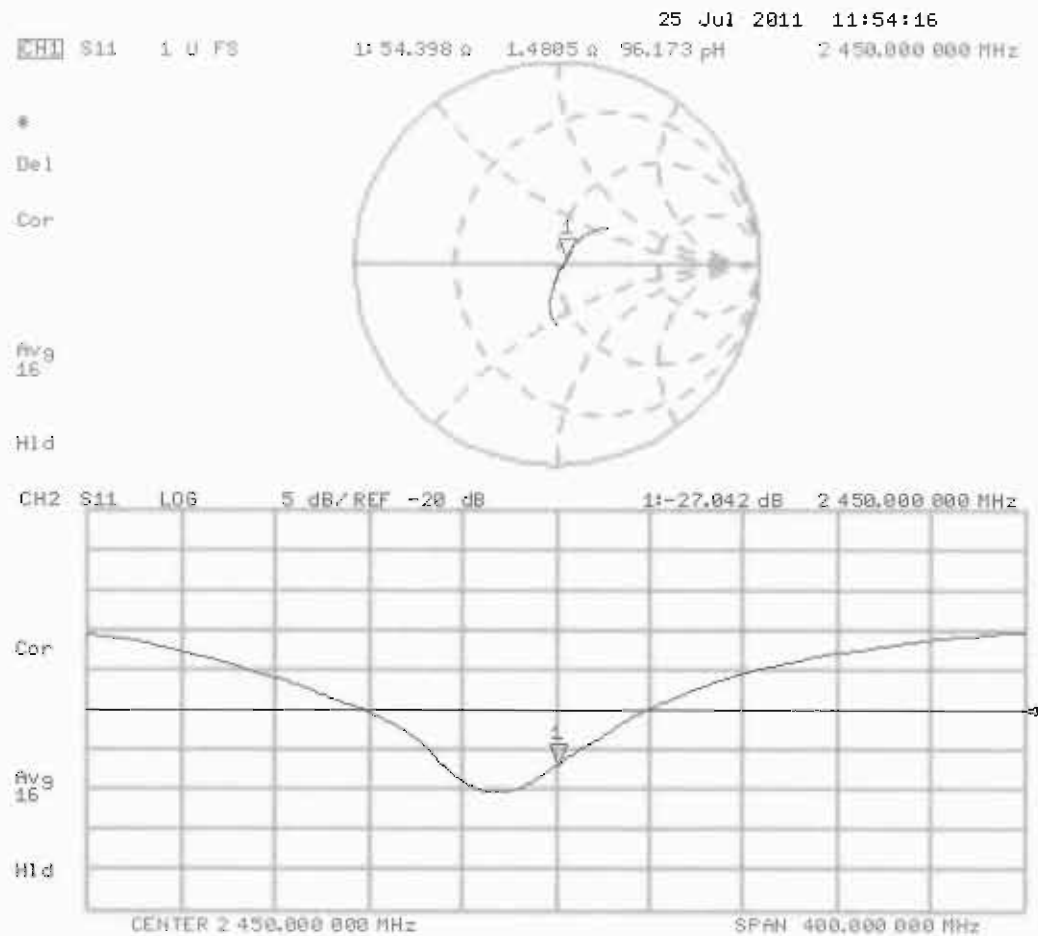 25 Jul 2011 11:54:16
CH1 S11 1 U FS 1: 54.398 Ω 1.4805 Ω 96.173 pH 2 450.000 000 MHz
*
Del
Cor
1
Avg
16
Hld
CH2 S11 LOG 5 dB/REF -20 dB 1:-27.042 dB 2 450.000 000 MHz
Cor
1
Avg
16
Hld
CENTER 2 450.000 000 MHz SPAN 400.000 000 MHz